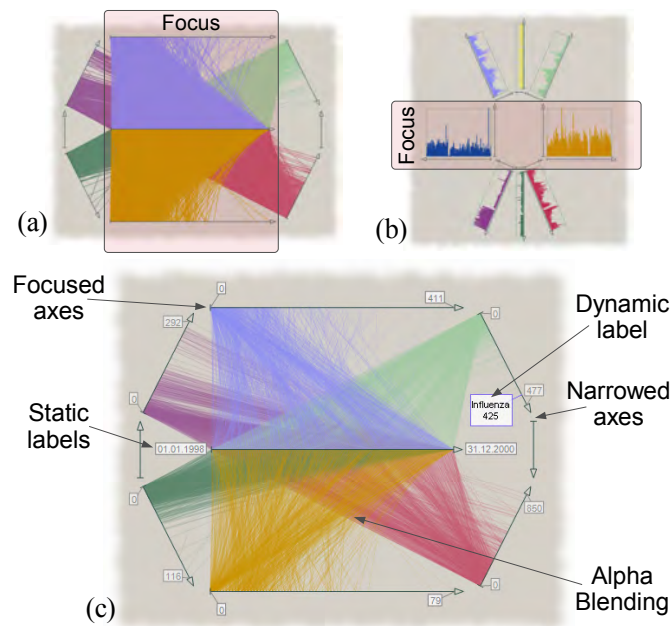 Focus
(a)
Focus
(b)
Focused
axes
Static
labels
Dynamic
label
Narrowed
axes
Alpha
Blending
0
411
292
0
0
Influenza
425
477
01.01.1998
31.12.2000
0
850
116
0
79
0
(c)